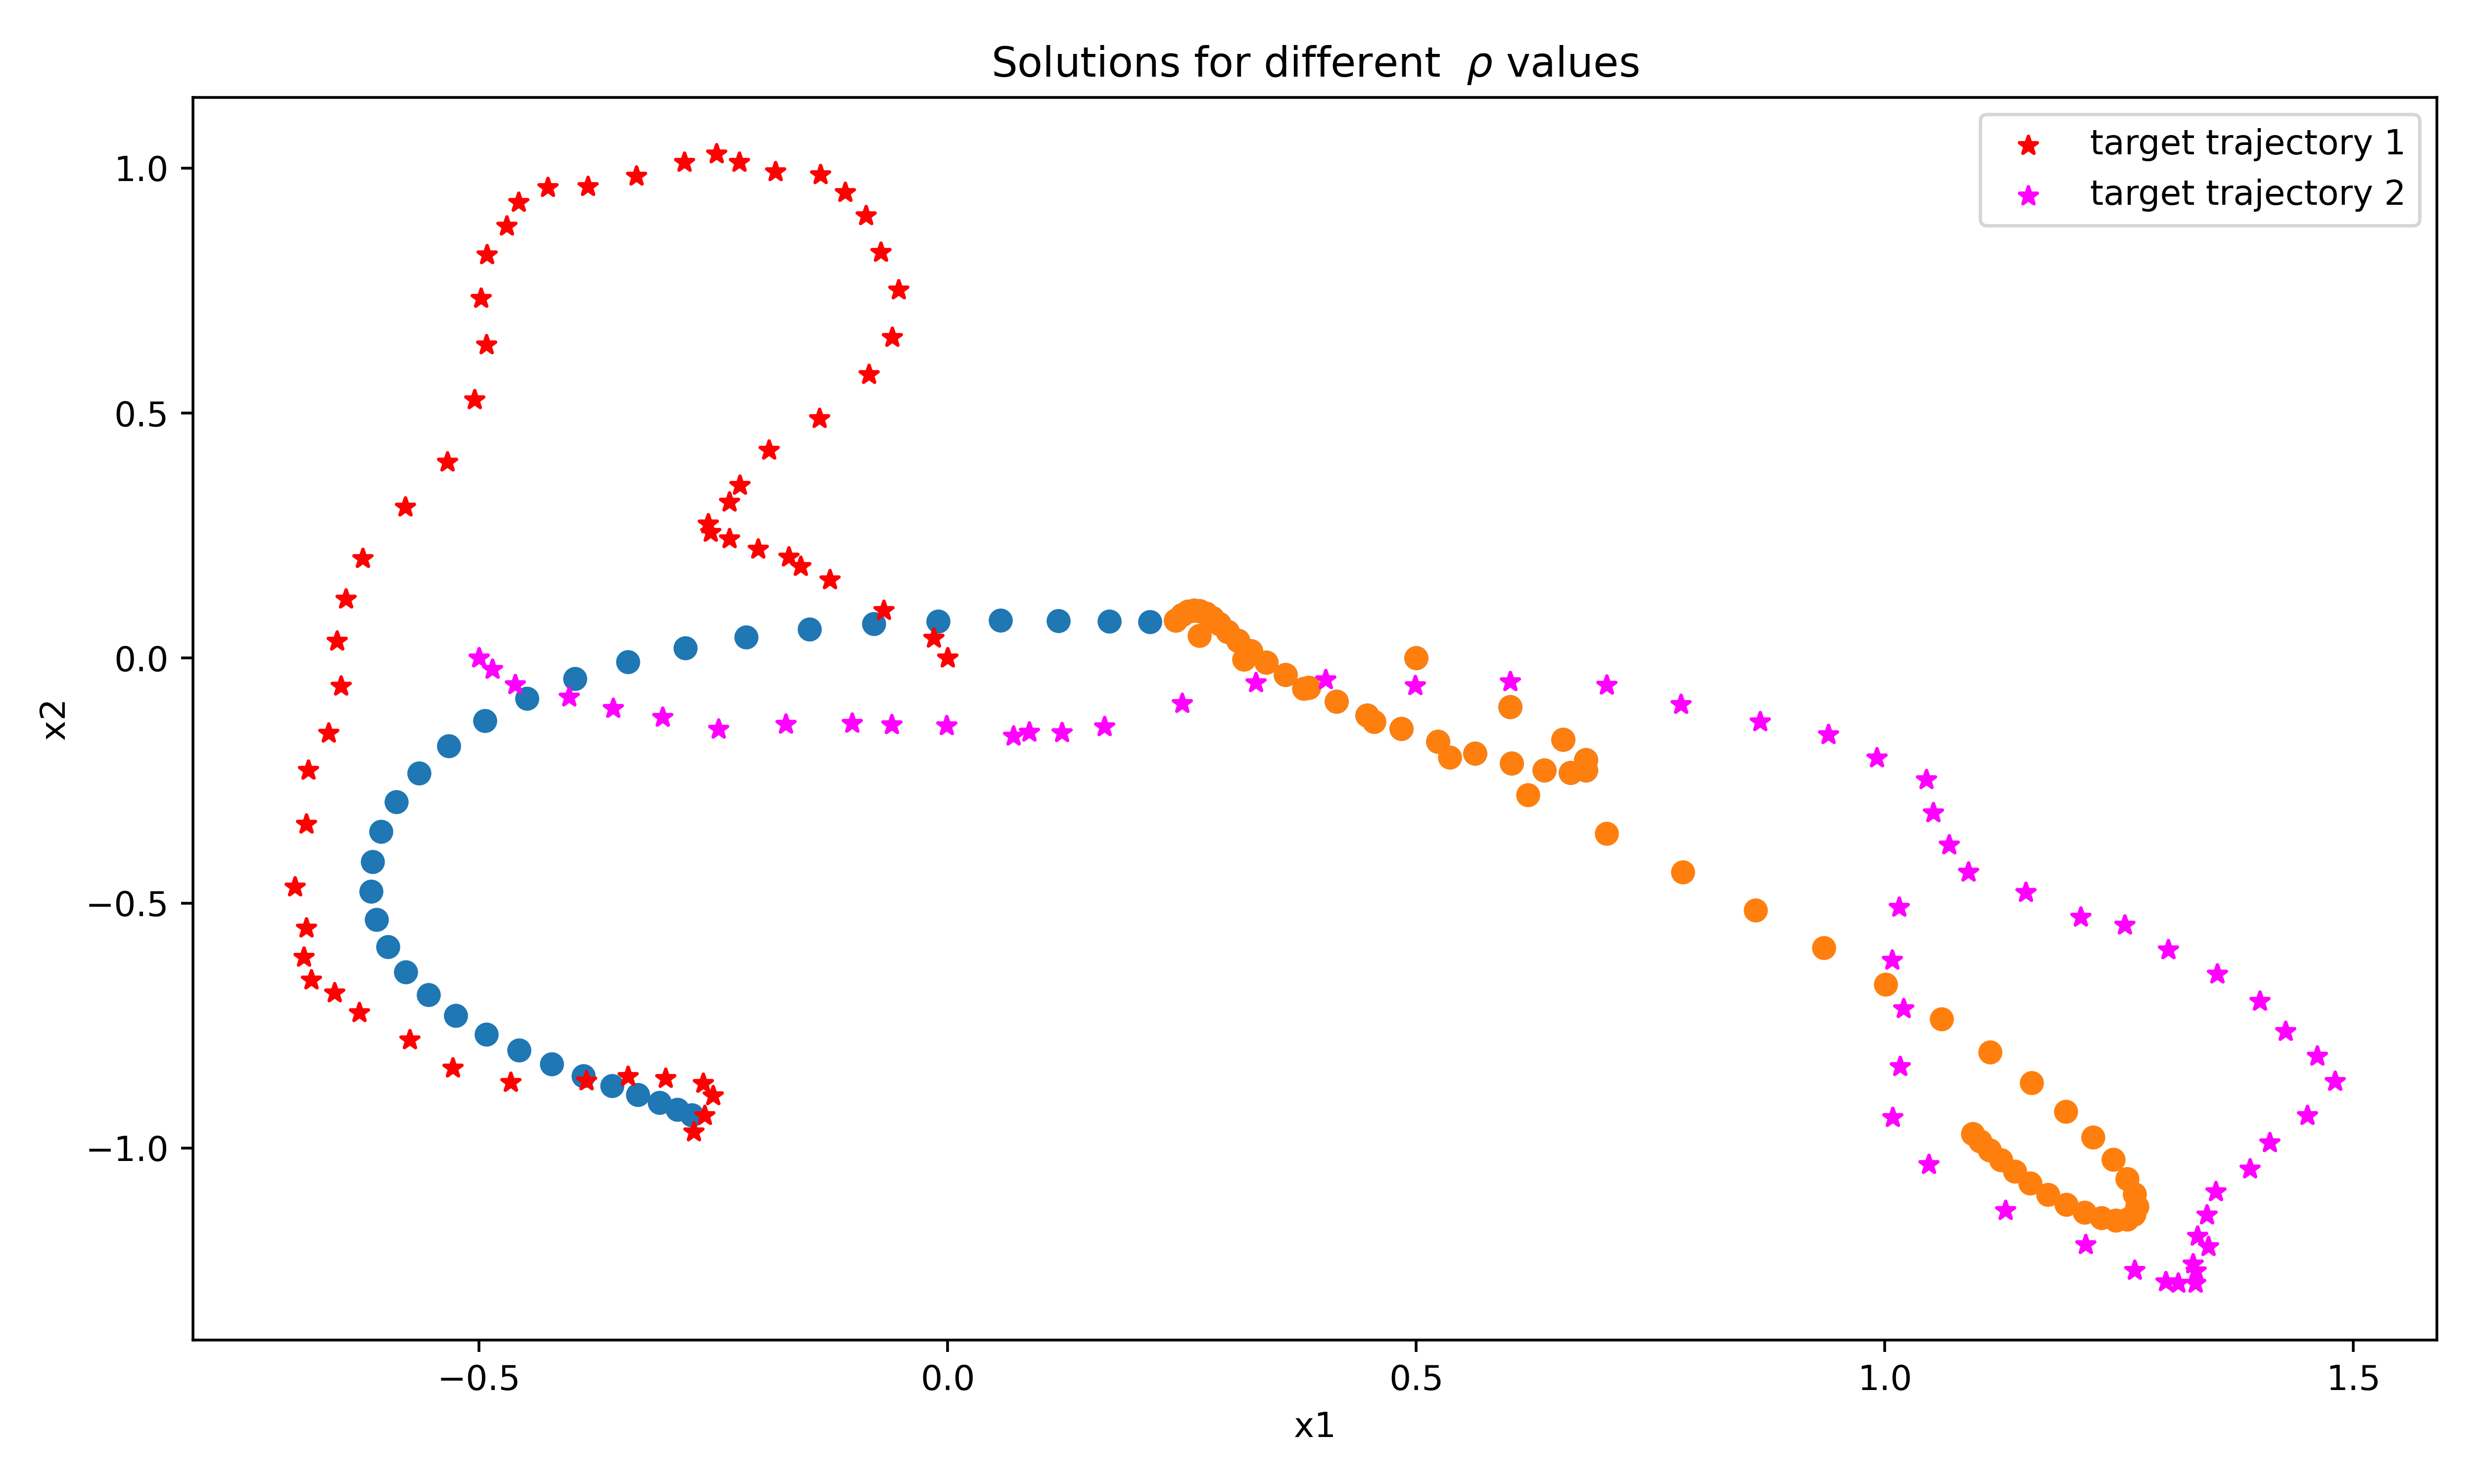 Solutions for different ρ values
target trajectory 1
target trajectory 2
1.0
0.5
0.0
−0.5
−1.0
x2
−0.5 0.0 0.5 1.0 1.5
x1